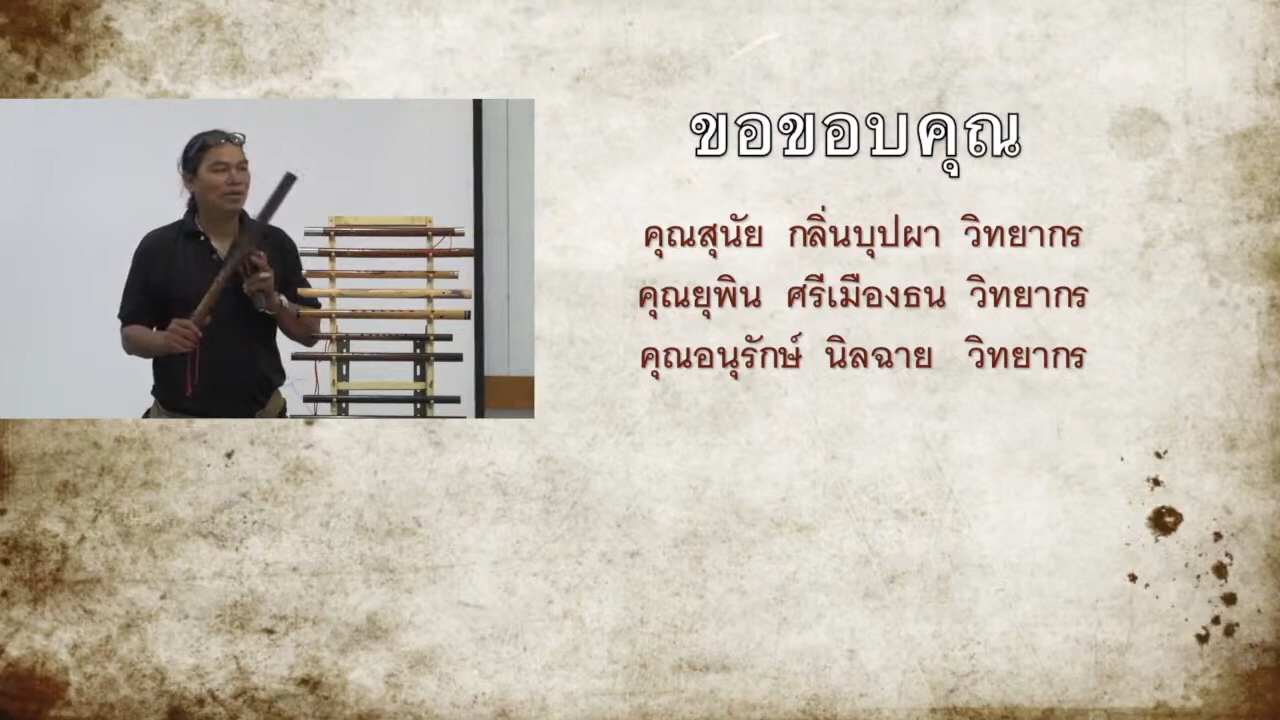 ขอขอบคุณ
คุณสุนัย กลิ่นบุปผา วิทยากร
คุณยุพิน ศรีเมืองธน วิทยากร
คุณอนุรักษ์ นิลฉาย วิทยากร